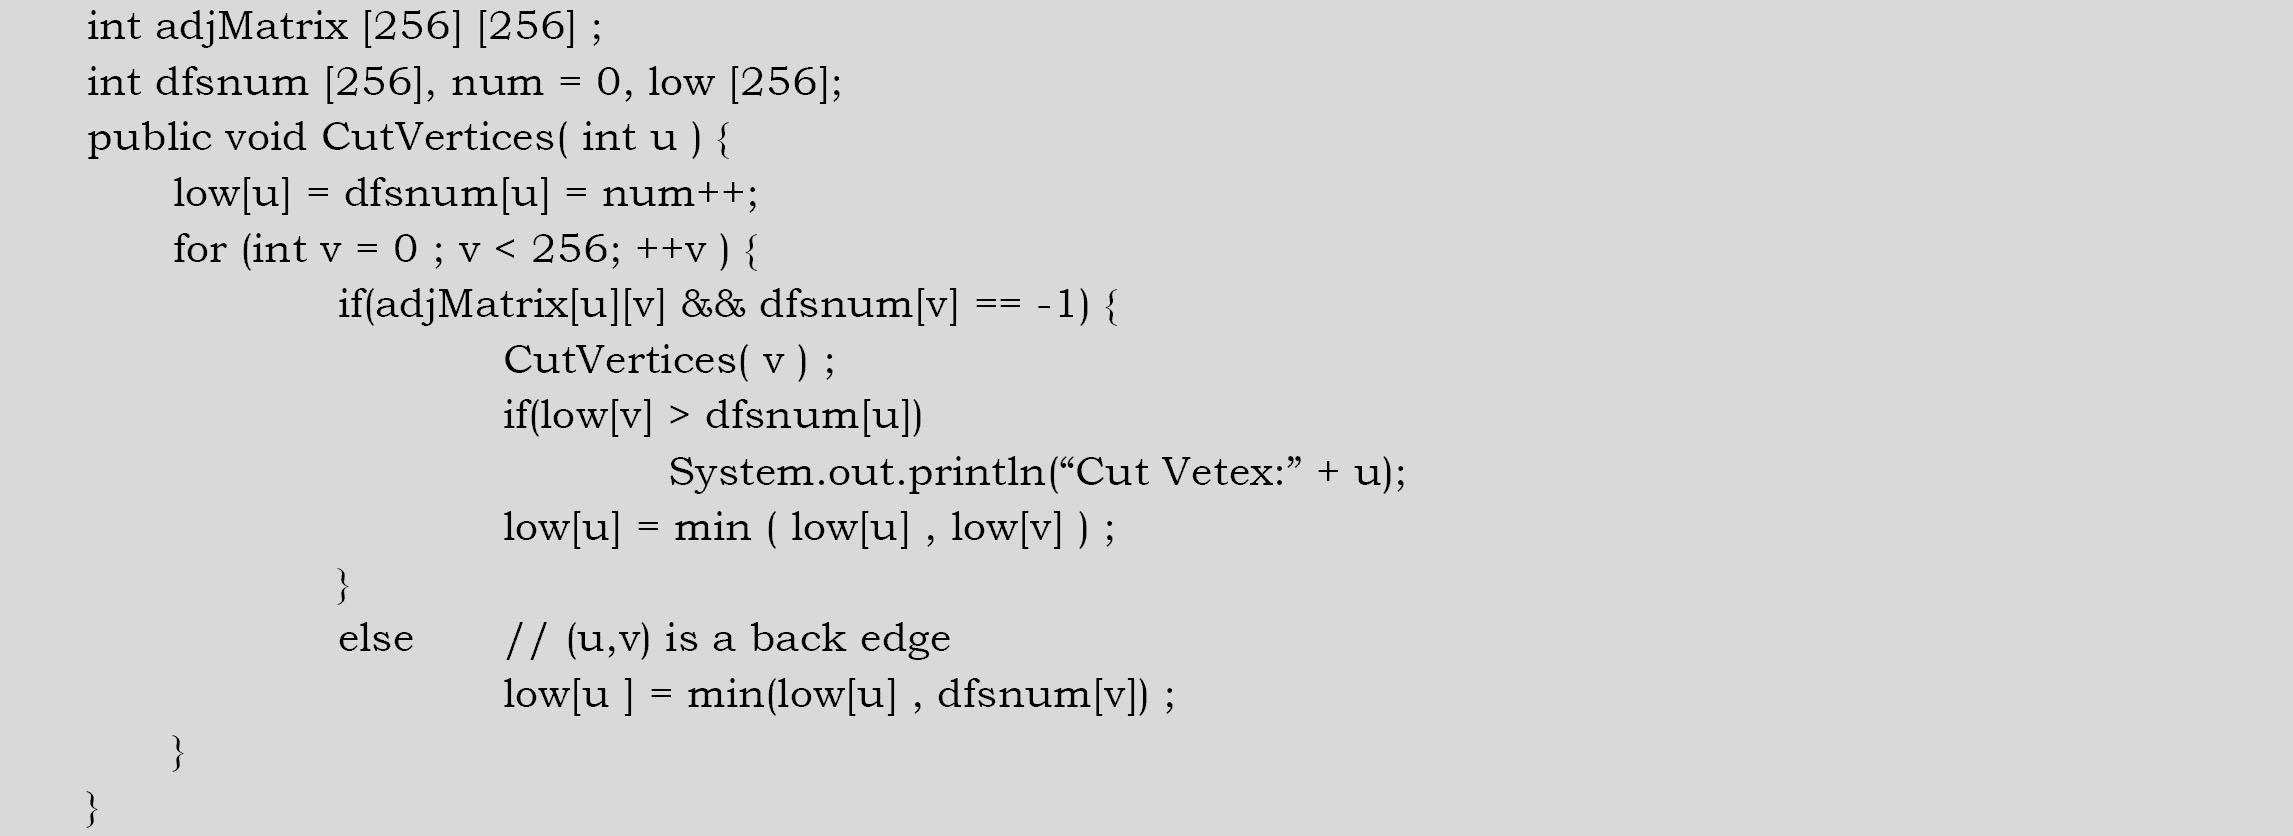 int adjMatrix [256] [256] ;
int dfsnum [256], num = 0, low [256];
public void CutVertices( int u ) {
low[u] = dfsnum[u] = num++;
for (int v = 0 ; v < 256; ++v ) {
if(adjMatrix[u][v] && dfsnum[v] == -1) {
CutVertices( v ) ;
if(low[v] > dfsnum[u])
System.out.println(“Cut Vetex:” + u);
low[u] = min ( low[u] , low[v] ) ;
}
else // (u,v) is a back edge
low[u ] = min(low[u] , dfsnum[v]) ;
}
}